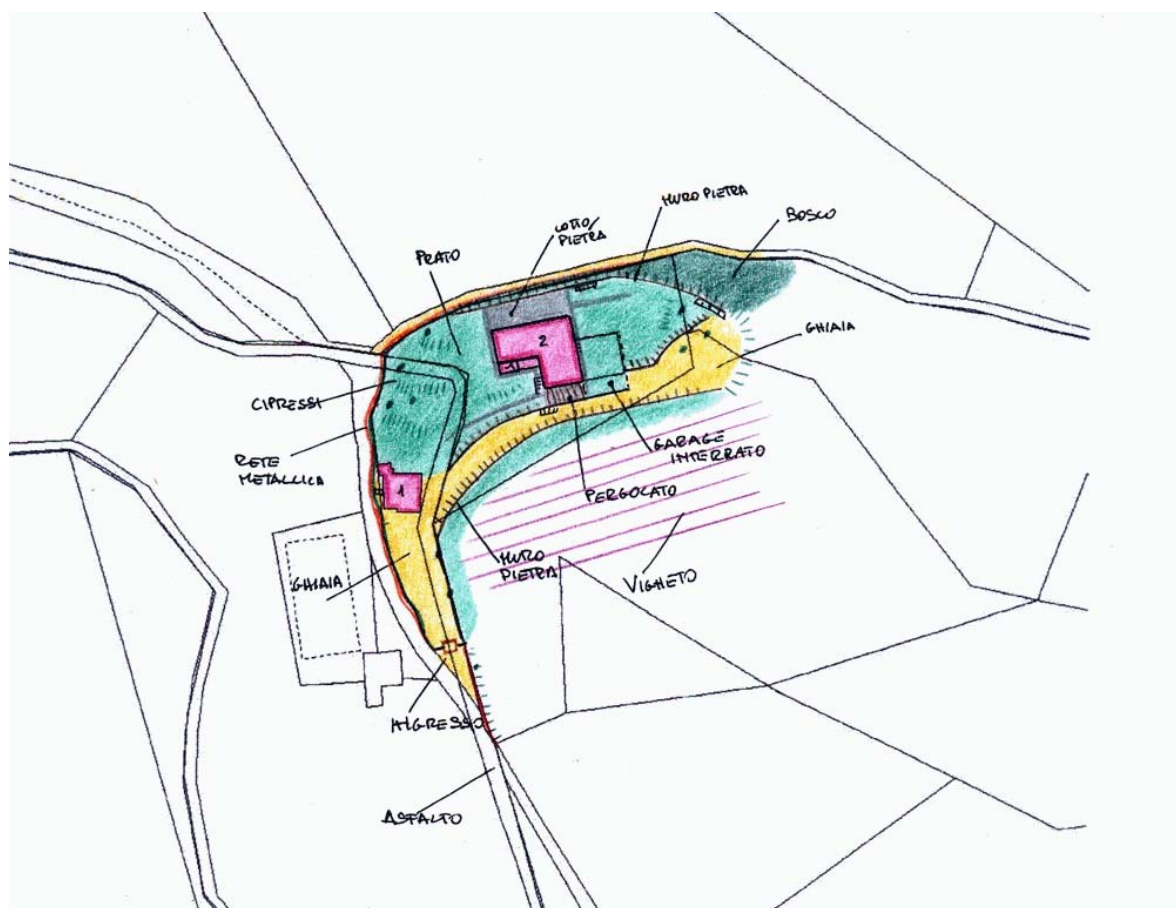 MURO PIETRA
BOSCO
COTTO/
PIETRA
PRATO
2
GHIAIA
CIPRESSI
RETE
METALLICA
1
GARAGE
INTERRATO
PERGOLATO
MURO
PIETRA
VIGNETO
GHIAIA
INGRESSO
ASFALTO